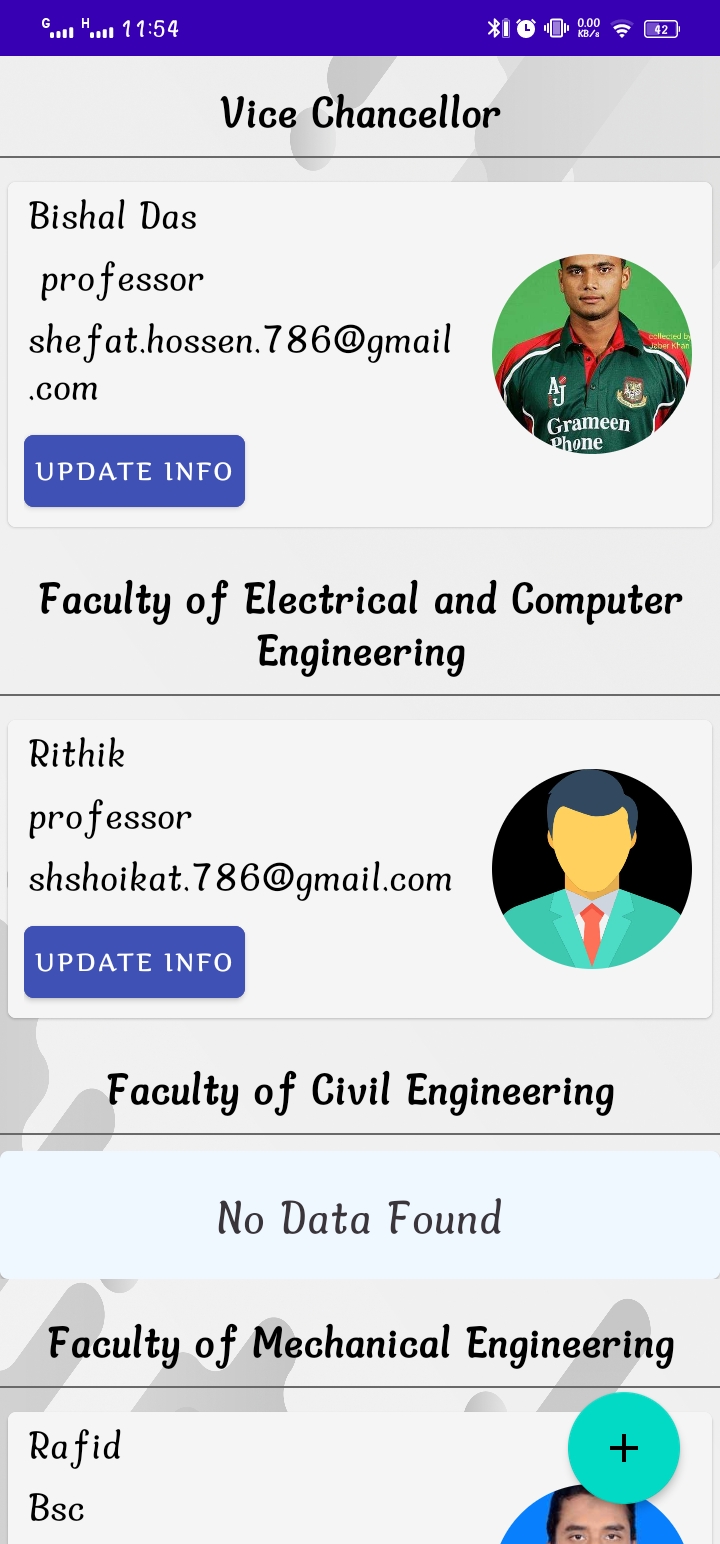 G H 11:54 0.00 KB/s 42
Vice Chancellor
Bishal Das
professor
shefat.hossen.786@gmail
.com
collected by
Jober Khan
AJ
Grameen
Phone
UPDATE INFO
Faculty of Electrical and Computer
Engineering
Rithik
professor
shshoikat.786@gmail.com
UPDATE INFO
Faculty of Civil Engineering
No Data Found
Faculty of Mechanical Engineering
Rafid
Bsc
+